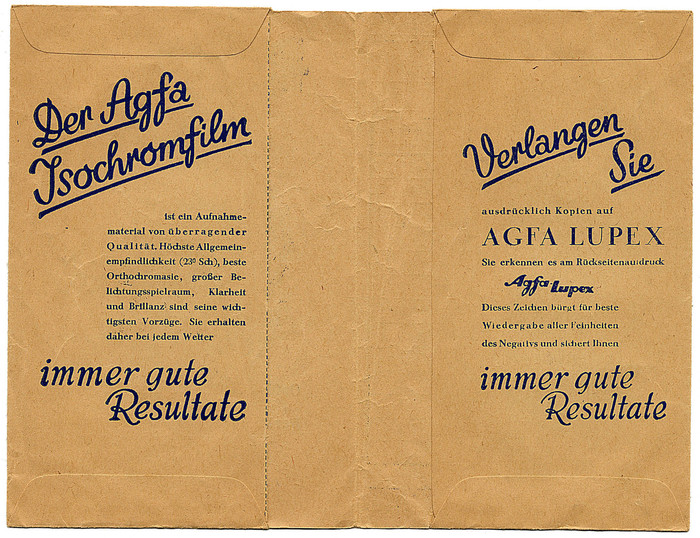 Der Agfa
Isochromfilm
ist ein Aufnahme-
material von überragender
Qualität. Höchste Allgemein-
empfindlichkeit (23° Sch), beste
Orthochromasie, großer Be-
lichtungsspielraum, Klarheit
und Brillanz sind seine wich-
tigsten Vorzüge. Sie erhalten
daher bei jedem Wetter
immer gute
Resultate
Verlangen
Sie
ausdrücklich Kopien auf
AGFA LUPEX
Sie erkennen es am Rückseitenaufdruck
Agfa-Lupex
Dieses Zeichen bürgt für beste
Wiedergabe aller Feinheiten
des Negativs und sichert Ihnen
immer gute
Resultate